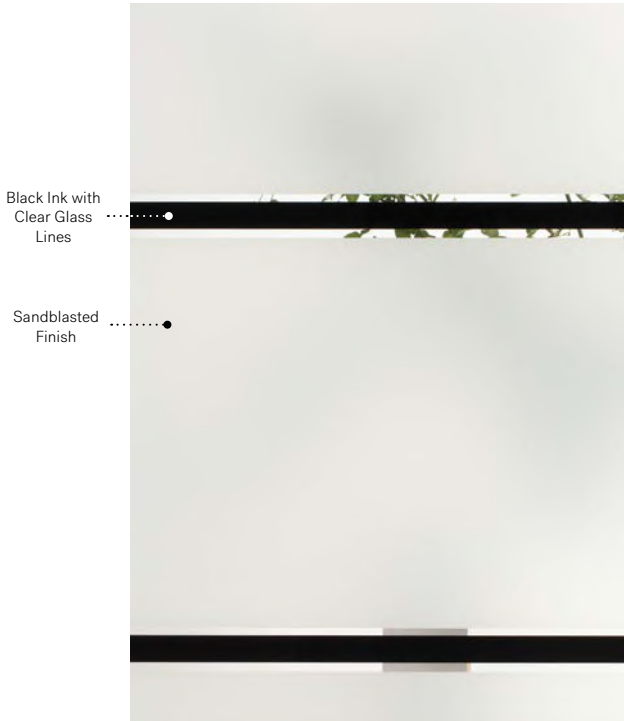 Black Ink with
Clear Glass
Lines
Sandblasted
Finish